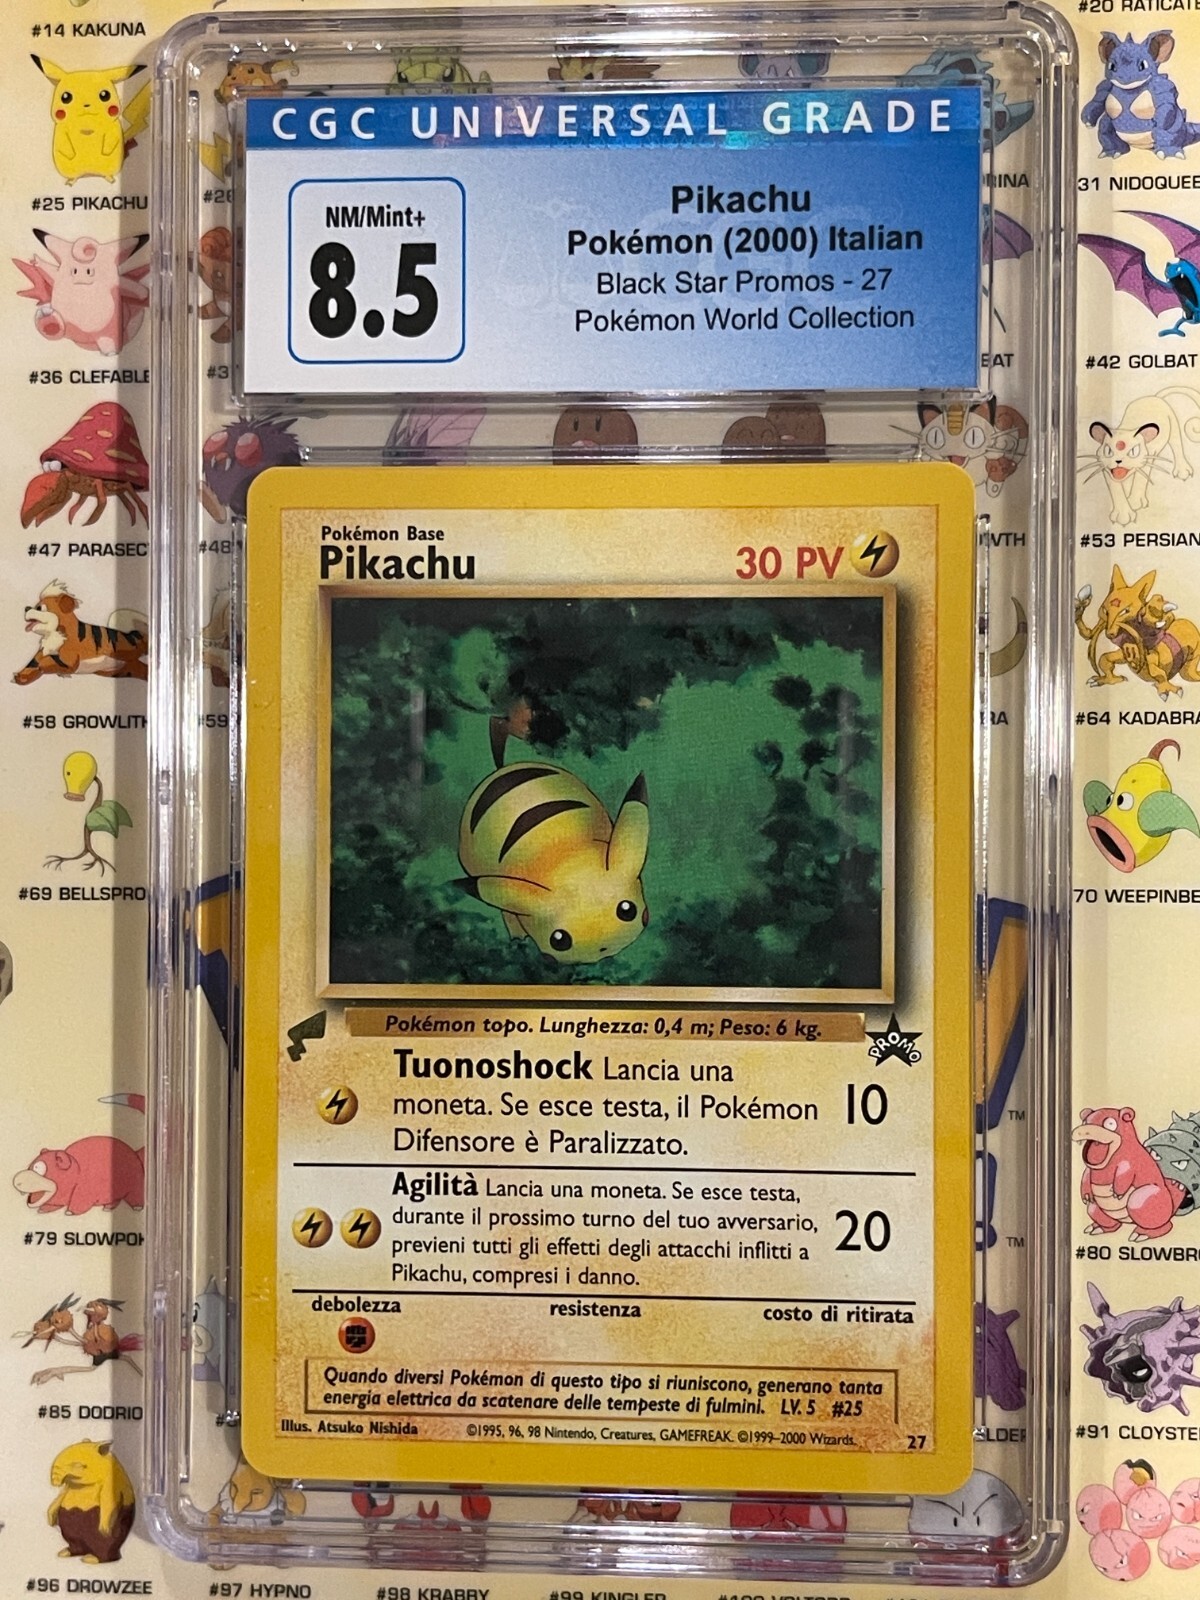 #14 KAKUNA
#20 RATICATE
CGC UNIVERSAL GRADE
NM/Mint+
8.5
Pikachu
Pokémon (2000) Italian
Black Star Promos - 27
Pokémon World Collection
#25 PIKACHU
31 NIDOQUEE
#36 CLEFABLE
#42 GOLBAT
#47 PARASEC
#48
#53 PERSIAN
Pokémon Base
Pikachu
30 PV
#58 GROWLITH
#59
#64 KADABRA
#69 BELLSPRO
70 WEEPINBE
Pokémon topo. Lunghezza: 0,4 m; Peso: 6 kg.
PROMO
Tuonoshock Lancia una
moneta. Se esce testa, il Pokémon
Difensore è Paralizzato.
10
TM
Agilità Lancia una moneta. Se esce testa,
durante il prossimo turno del tuo avversario,
previeni tutti gli effetti degli attacchi inflitti a
Pikachu, compresi i danno.
20
TM
#79 SLOWPOK
#80 SLOWBR
debolezza
resistenza
costo di ritirata
Quando diversi Pokémon di questo tipo si riuniscono, generano tanta
energia elettrica da scatenare delle tempeste di fulmini. LV. 5 #25
Illus. Atsuko Nishida
©1995, 96, 98 Nintendo, Creatures, GAMEFREAK. ©1999–2000 Wizards.
27
#85 DODRIO
#91 CLOYSTE
#96 DROWZEE
#97 HYPNO
#98 KRABBY
#99 KINGLER